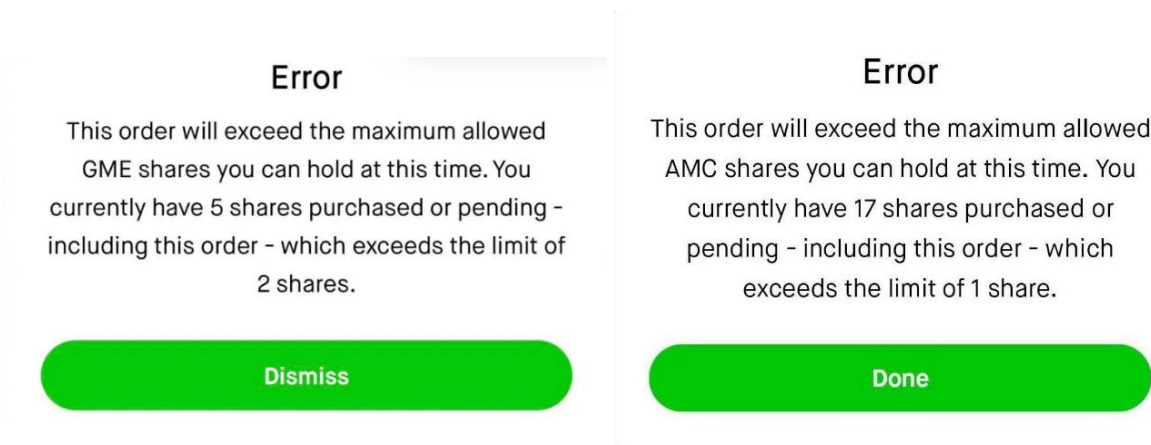 Error
This order will exceed the maximum allowed
GME shares you can hold at this time. You
currently have 5 shares purchased or pending -
including this order - which exceeds the limit of
2 shares.
Dismiss
Error
This order will exceed the maximum allowed
AMC shares you can hold at this time. You
currently have 17 shares purchased or
pending - including this order - which
exceeds the limit of 1 share.
Done